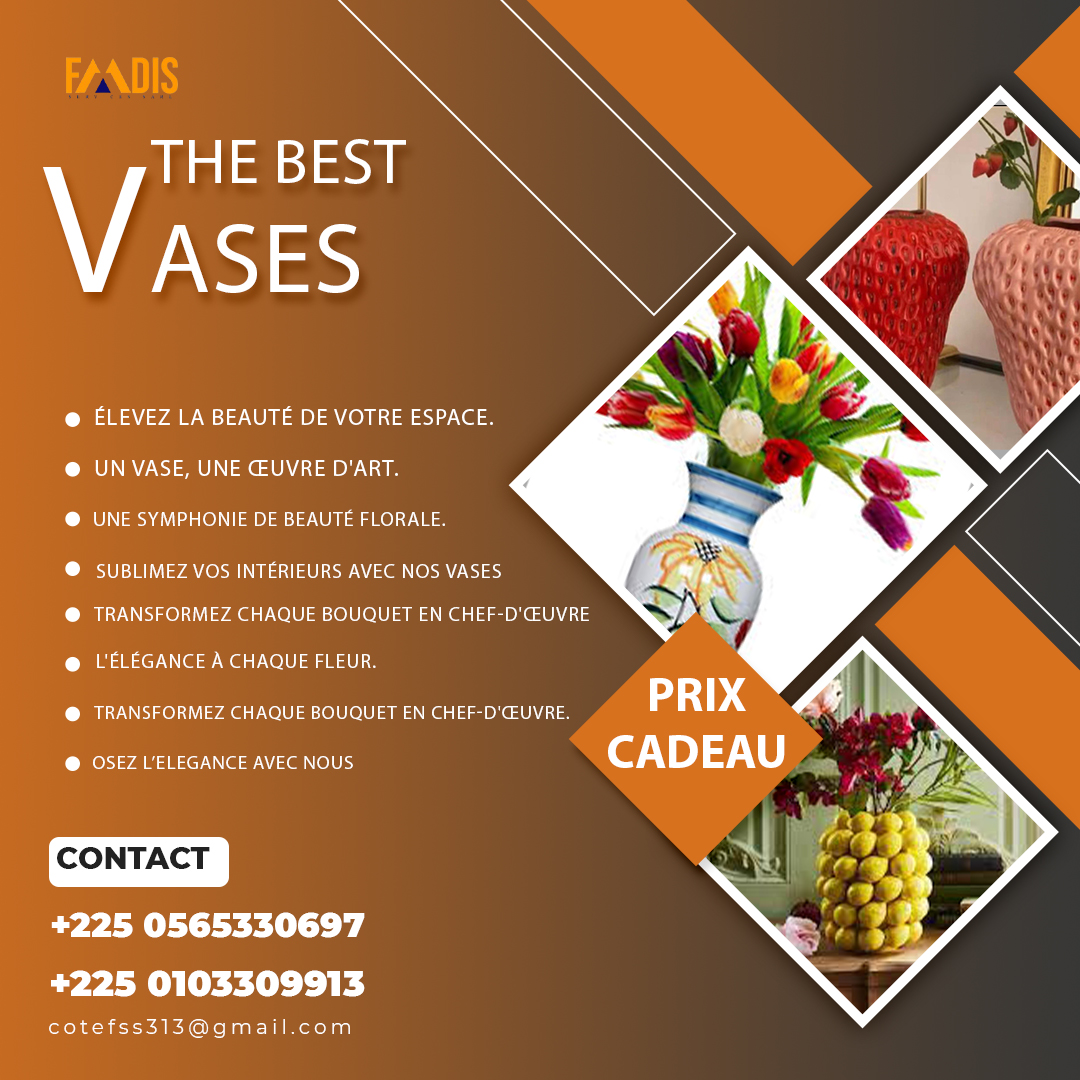 FAADIS
THE BEST
VASES
ÉLEVEZ LA BEAUTÉ DE VOTRE ESPACE.
UN VASE, UNE ŒUVRE D'ART.
UNE SYMPHONIE DE BEAUTÉ FLORALE.
SUBLIMEZ VOS INTÉRIEURS AVEC NOS VASES
TRANSFORMEZ CHAQUE BOUQUET EN CHEF-D'ŒUVRE
L'ÉLÉGANCE À CHAQUE FLEUR.
TRANSFORMEZ CHAQUE BOUQUET EN CHEF-D'ŒUVRE.
OSEZ L’ELEGANCE AVEC NOUS
PRIX
CADEAU
CONTACT
+225 0565330697
+225 0103309913
cotefss313@gmail.com